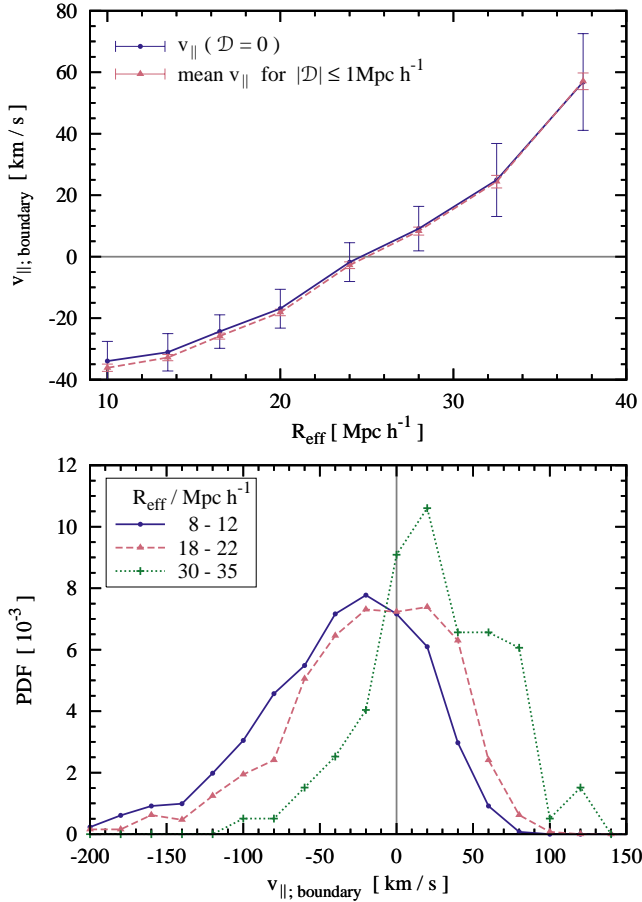 80
60
40
20
0
-20
-40
v||; boundary [ km / s ]
v|| ( 𝒟 = 0 )
mean v|| for |𝒟| ≤ 1Mpc h⁻¹
10 20 30 40
R_eff [ Mpc h⁻¹ ]
12
10
8
6
4
2
0
PDF [ 10⁻³ ]
R_eff / Mpc h⁻¹
8 - 12
18 - 22
30 - 35
-200 -150 -100 -50 0 50 100 150
v||; boundary [ km / s ]